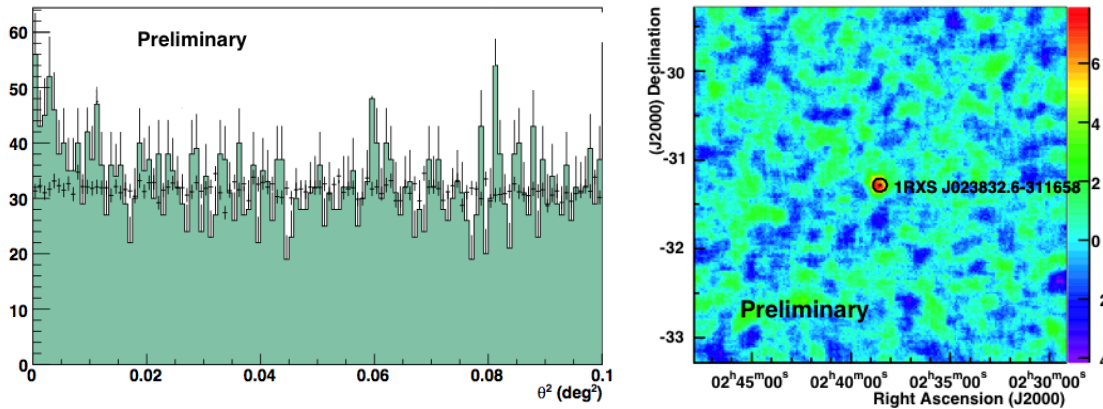 Preliminary
60
50
40
30
20
10
0
0
0.02
0.04
0.06
0.08
0.1
θ² (deg²)
(J2000) Deplination
-30
-31
-32
-33
1RXS J023832.6-311658
Preliminary
02ʰ45ᵐ00ˢ
02ʰ40ᵐ00ˢ
02ʰ35ᵐ00ˢ
02ʰ30ᵐ00ˢ
Right Ascension (J2000)
6
4
2
0
2
4